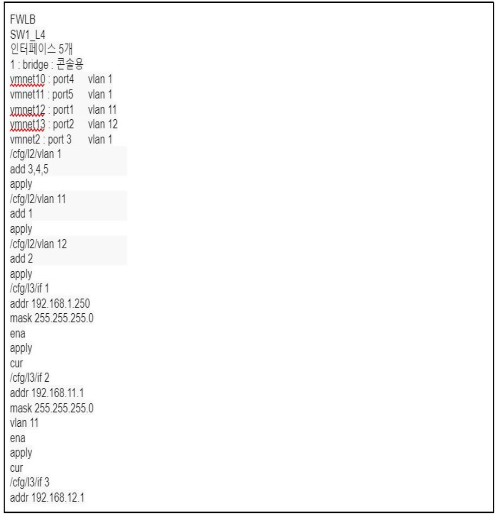 FWLB
SW1_L4
인터페이스 5개
1 : bridge : 콘솔용
vmnet10 : port4 vlan 1
vmnet11 : port5 vlan 1
vmnet12 : port1 vlan 11
vmnet13 : port2 vlan 12
vmnet2 : port 3 vlan 1
/cfg/l2/vlan 1
add 3,4,5
apply
/cfg/l2/vlan 11
add 1
apply
/cfg/l2/vlan 12
add 2
apply
/cfg/l3/if 1
addr 192.168.1.250
mask 255.255.255.0
ena
apply
cur
/cfg/l3/if 2
addr 192.168.11.1
mask 255.255.255.0
vlan 11
ena
apply
cur
/cfg/l3/if 3
addr 192.168.12.1